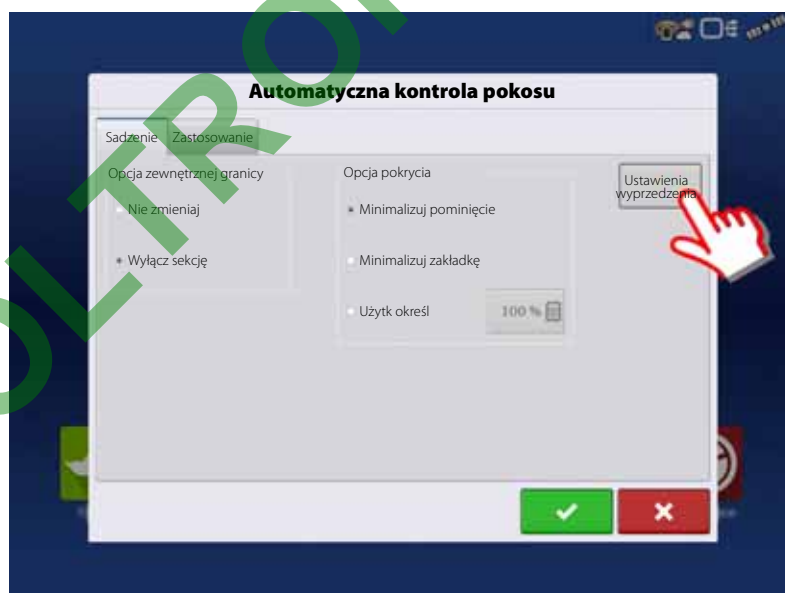 Automatyczna kontrola pokosu
Sadzenie Zastosowanie
Opcja zewnętrznej granicy
Nie zmieniaj
Wyłącz sekcję
Opcja pokrycia
Minimalizuj pominięcie
Minimalizuj zakładkę
Użytk określ 100 %
Ustawienia
wyprzedzenia